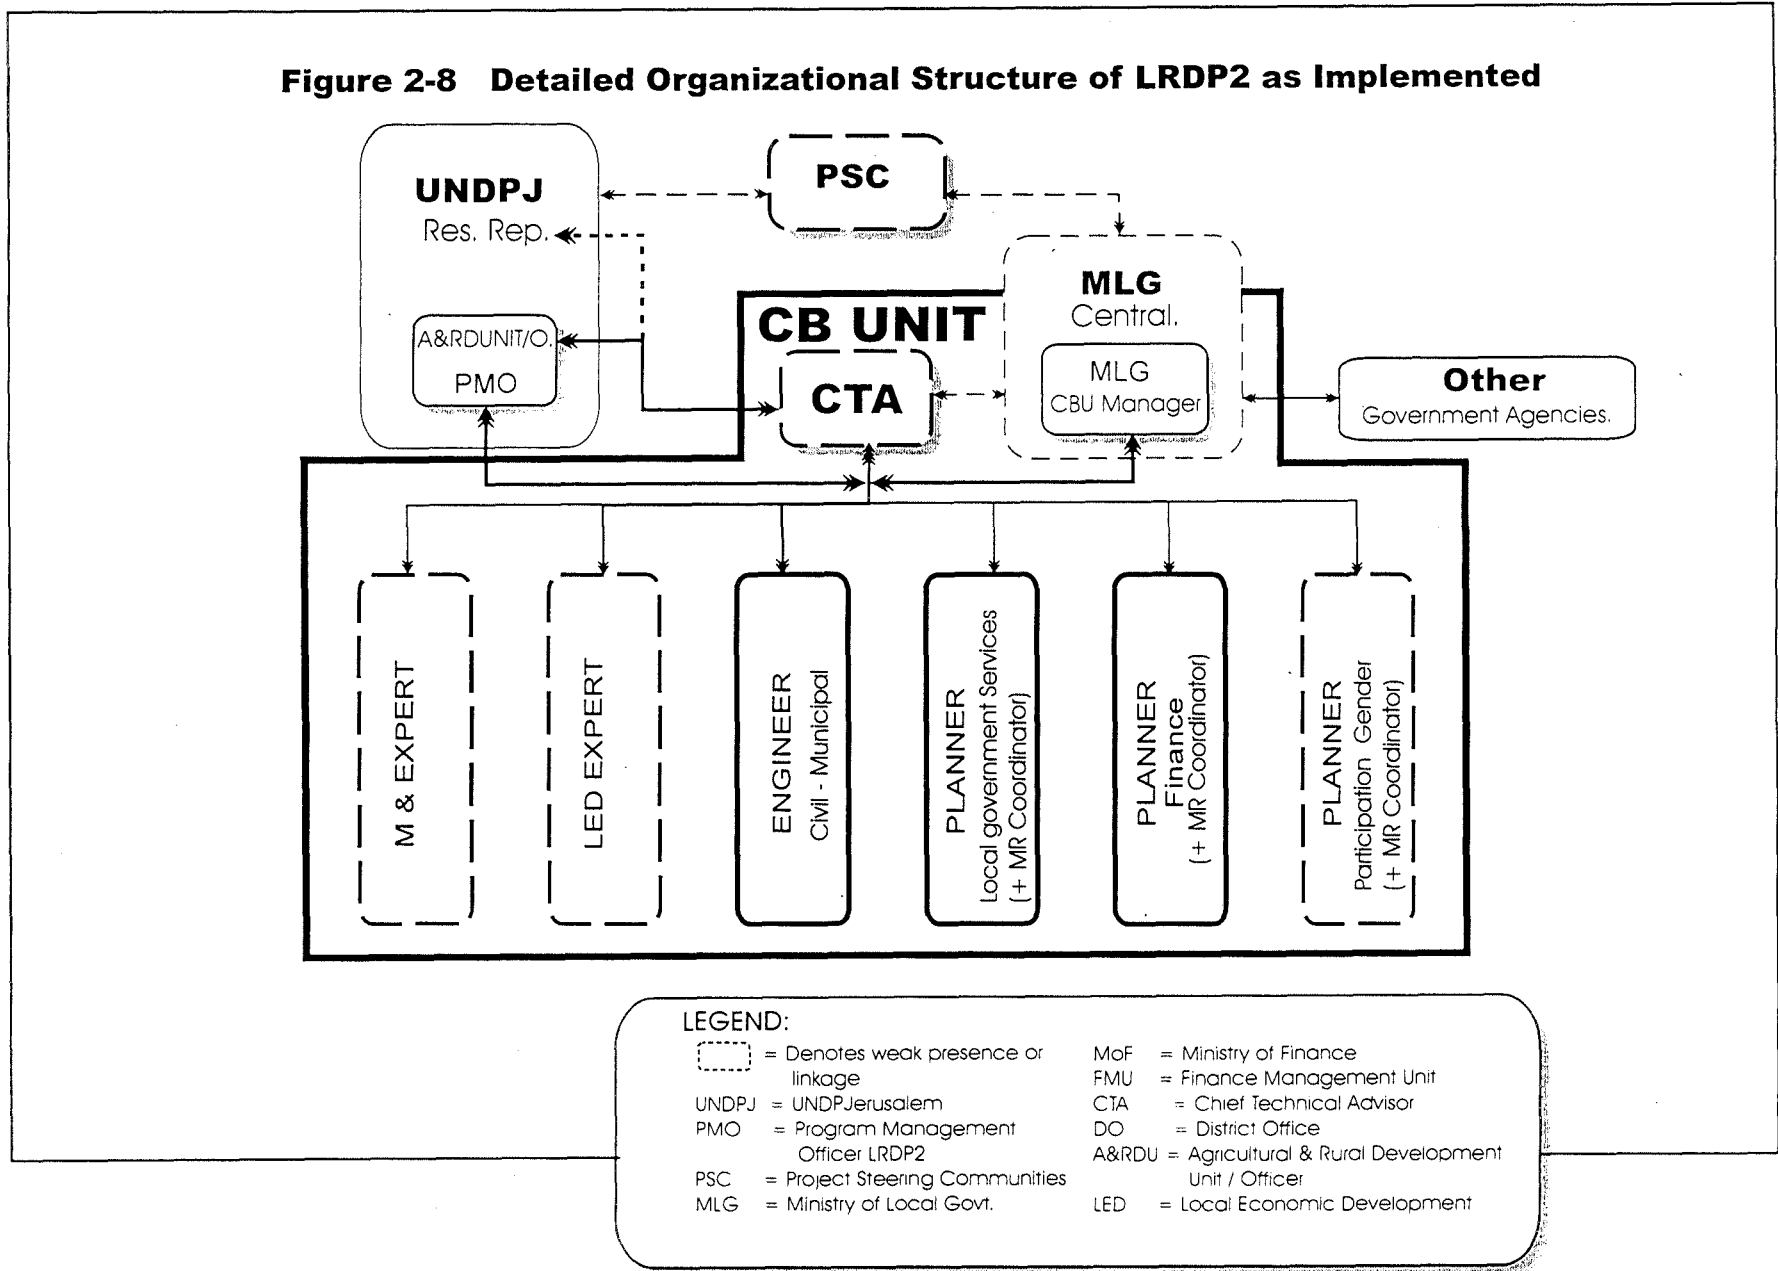 Figure 2-8 Detailed Organizational Structure of LRDP2 as Implemented
UNDPJ
Res. Rep.
A&RDUNIT/O.
PMO
PSC
CB UNIT
CTA
MLG
Central.
MLG
CBU Manager
Other
Government Agencies.
M & EXPERT
LED EXPERT
ENGINEER
Civil - Municipal
PLANNER
Local government Services
(+ MR Coordinator)
PLANNER
Finance
(+ MR Coordinator)
PLANNER
Participation Gender
(+ MR Coordinator)
LEGEND:
= Denotes weak presence or
linkage
UNDPJ = UNDPJerusalem
PMO = Program Management
Officer LRDP2
PSC = Project Steering Communities
MLG = Ministry of Local Govt.
MoF = Ministry of Finance
FMU = Finance Management Unit
CTA = Chief Technical Advisor
DO = District Office
A&RDU = Agricultural & Rural Development
Unit / Officer
LED = Local Economic Development